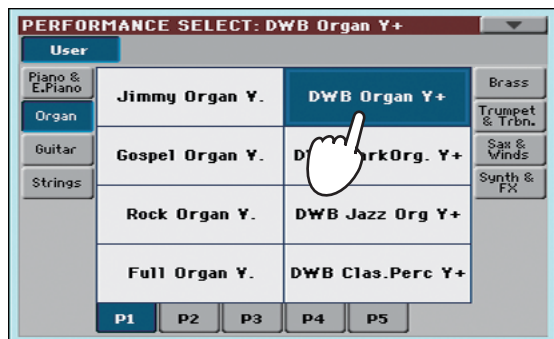 PERFORMANCE SELECT: DWB Organ Y+
User
Piano &
E.Piano
Organ
Guitar
Strings
Jimmy Organ Y.
DWB Organ Y+
Gospel Organ Y.
rkOrg. Y+
Rock Organ Y.
DWB Jazz Org Y+
Full Organ Y.
DWB Clas.Perc Y+
Brass
Trumpet
& Trbn.
Sax &
Winds
Synth &
FX
P1
P2
P3
P4
P5